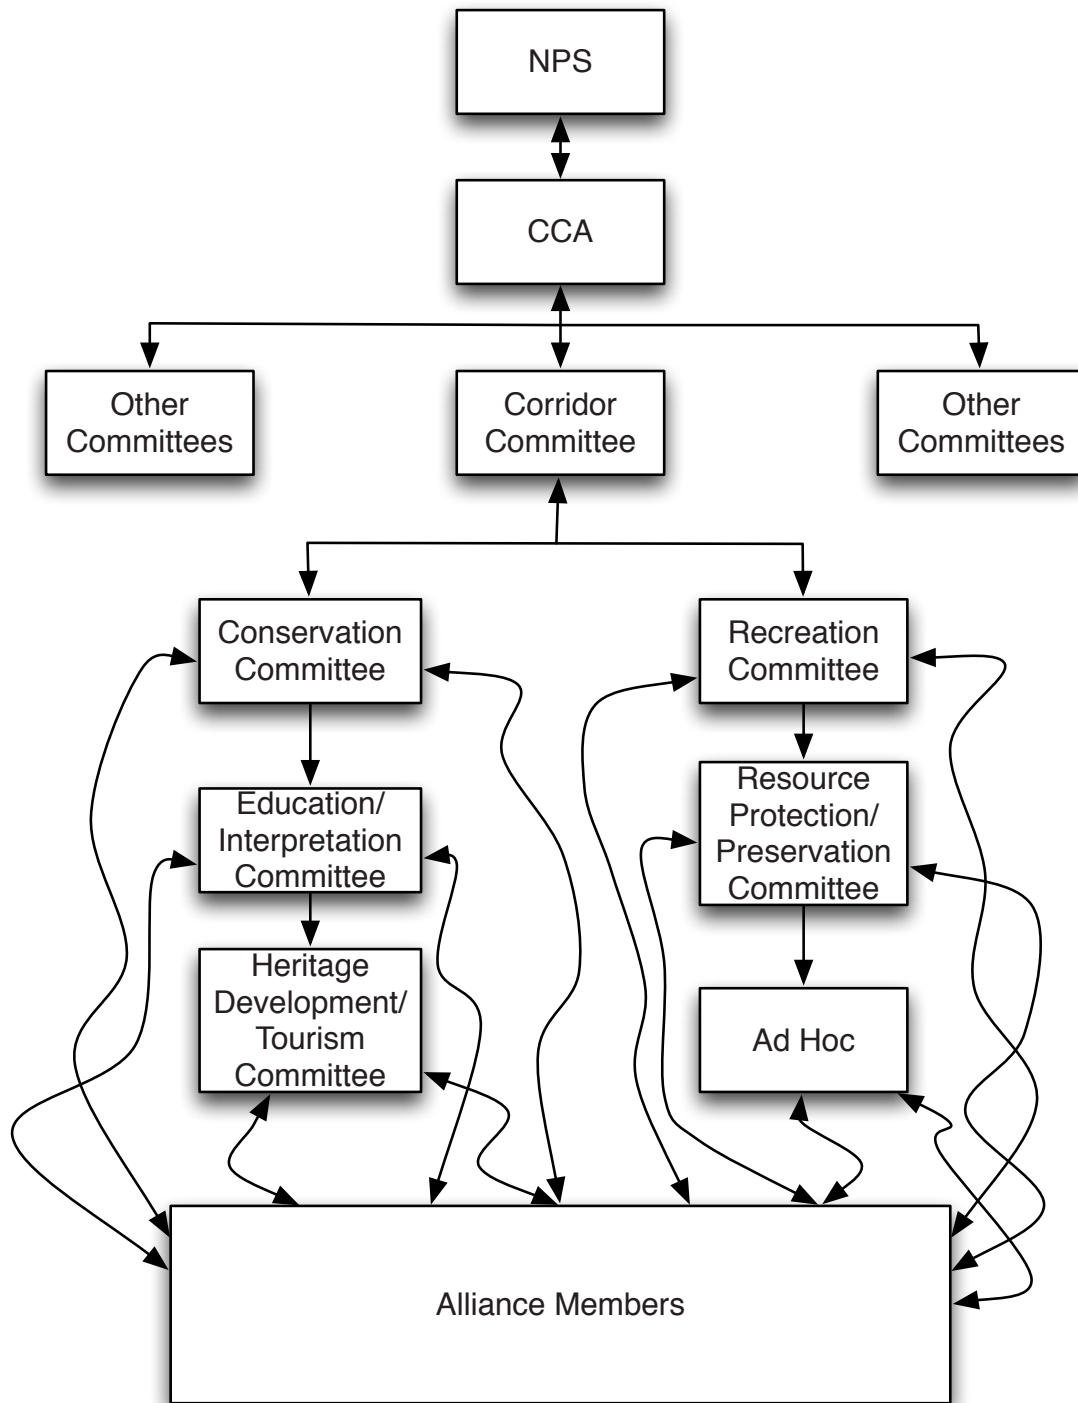 NPS
CCA
Other
Committees
Corridor
Committee
Other
Committees
Conservation
Committee
Recreation
Committee
Education/
Interpretation
Committee
Resource
Protection/
Preservation
Committee
Heritage
Development/
Tourism
Committee
Ad Hoc
Alliance Members